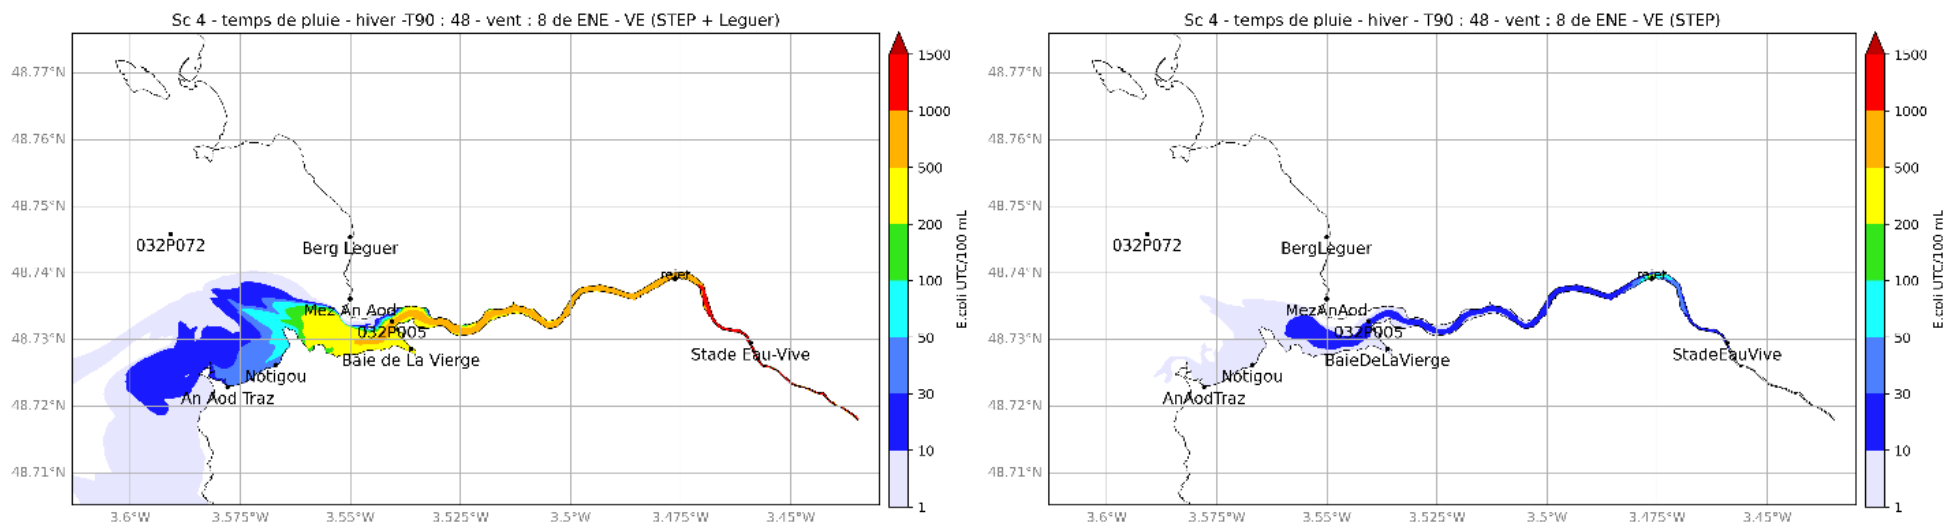 Sc 4 - temps de pluie - hiver -T90 : 48 - vent : 8 de ENE - VE (STEP + Leguer)
48.77°N
48.76°N
48.75°N
48.74°N
48.73°N
48.72°N
48.71°N
3.6°W
3.575°W
3.55°W
3.525°W
3.5°W
3.475°W
3.45°W
032P072
Berg Leguer
rejet
Mez An Aod
032P005
Baie de La Vierge
Stade Eau-Vive
Notigou
An Aod Traz
1500
1000
500
200
100
50
30
10
1
E.coli UTC/100 mL
Sc 4 - temps de pluie - hiver - T90 : 48 - vent : 8 de ENE - VE (STEP)
48.77°N
48.76°N
48.75°N
48.74°N
48.73°N
48.72°N
48.71°N
3.6°W
3.575°W
3.55°W
3.525°W
3.5°W
3.475°W
3.45°W
032P072
BergLeguer
rejet
MezAnAod
032P005
BaieDeLaVierge
StadeEauVive
Notigou
AnAodTraz
1500
1000
500
200
100
50
30
10
1
E.coli UTC/100 mL